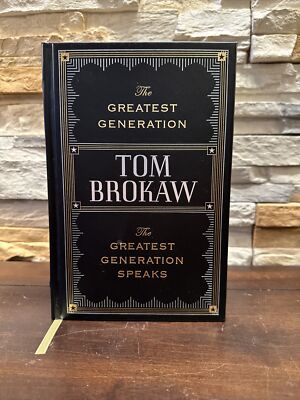 The
GREATEST
GENERATION
TOM
BROKAW
The
GREATEST
GENERATION
SPEAKS